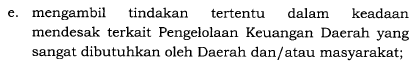 e. mengambil tindakan tertentu dalam keadaan
mendesak terkait Pengelolaan Keuangan Daerah yang
sangat dibutuhkan oleh Daerah dan/atau masyarakat;